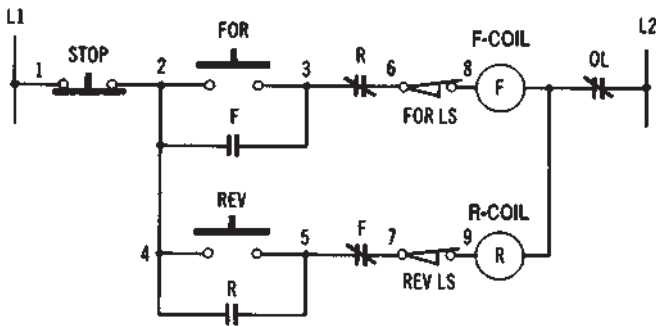 L1
L2
STOP
FOR
F-COIL
1
2
3
R
6
8
F
OL
F
FOR LS
REV
R-COIL
4
5
F
7
9
R
R
REV LS